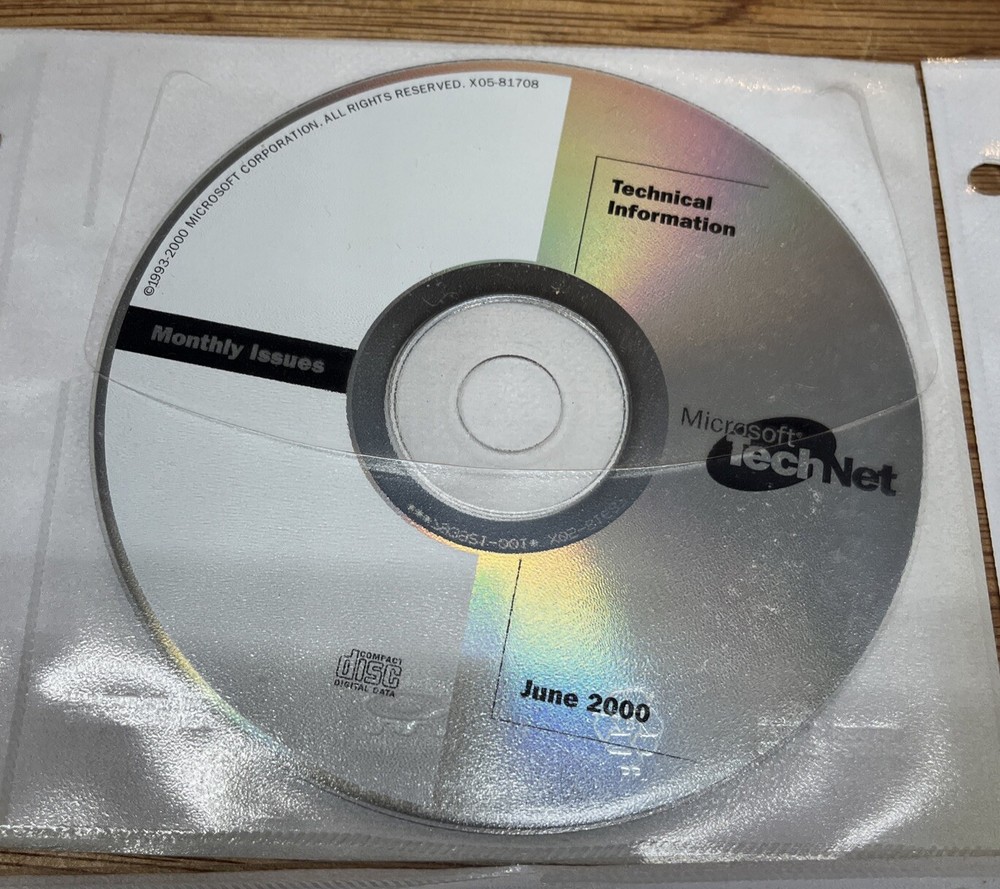 ©1993-2000 MICROSOFT CORPORATION. ALL RIGHTS RESERVED. X05-81708
Technical
Information
Monthly Issues
Microsoft
TechNet
COMPACT
disc
DIGITAL DATA
June 2000